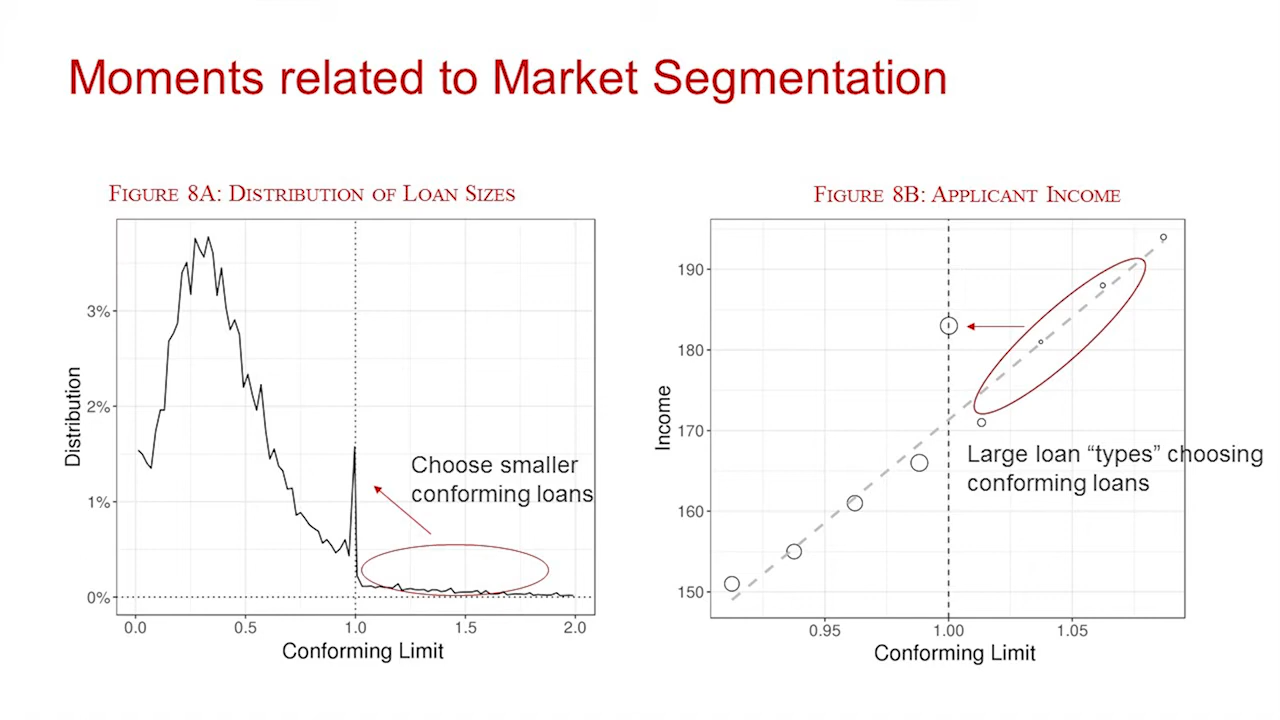 Moments related to Market Segmentation
FIGURE 8A: DISTRIBUTION OF LOAN SIZES
Distribution
3%
2%
1%
0%
0.0 0.5 1.0 1.5 2.0
Conforming Limit
Choose smaller
conforming loans
FIGURE 8B: APPLICANT INCOME
Income
190
180
170
160
150
0.95 1.00 1.05
Conforming Limit
Large loan “types” choosing
conforming loans